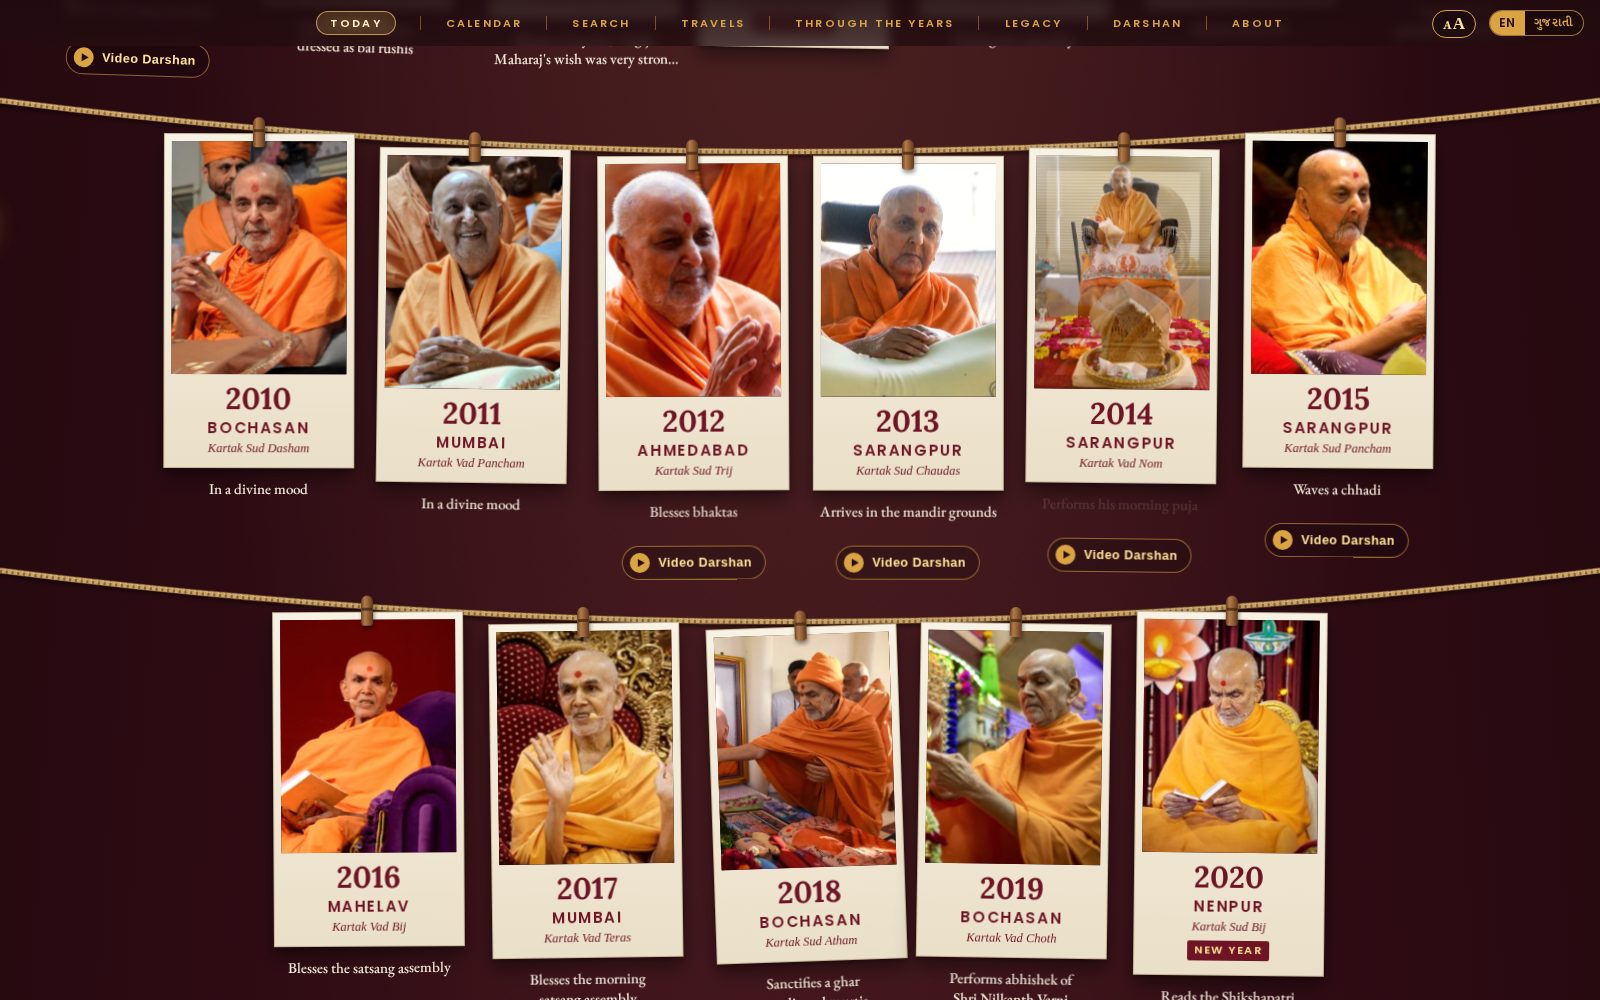 TODAY
CALENDAR
SEARCH
TRAVELS
THROUGH THE YEARS
LEGACY
DARSHAN
ABOUT
AA
EN
ગુજરાતી
Video Darshan
dressed as bal rushis
Maharaj's wish was very stron...
2010
BOCHASAN
Kartak Sud Dasham
In a divine mood
2011
MUMBAI
Kartak Vad Pancham
In a divine mood
2012
AHMEDABAD
Kartak Sud Trij
Blesses bhaktas
Video Darshan
2013
SARANGPUR
Kartak Sud Chaudas
Arrives in the mandir grounds
Video Darshan
2014
SARANGPUR
Kartak Vad Nom
Performs his morning puja
Video Darshan
2015
SARANGPUR
Kartak Sud Pancham
Waves a chhadi
Video Darshan
2016
MAHELAV
Kartak Vad Bij
Blesses the satsang assembly
2017
MUMBAI
Kartak Vad Teras
Blesses the morning
satsang assembly
2018
BOCHASAN
Kartak Sud Atham
Sanctifies a ghar
2019
BOCHASAN
Kartak Vad Choth
Performs abhishek of
Shri Nilkanth Varni
2020
NENPUR
Kartak Sud Bij
NEW YEAR
Reads the Shikshapatri